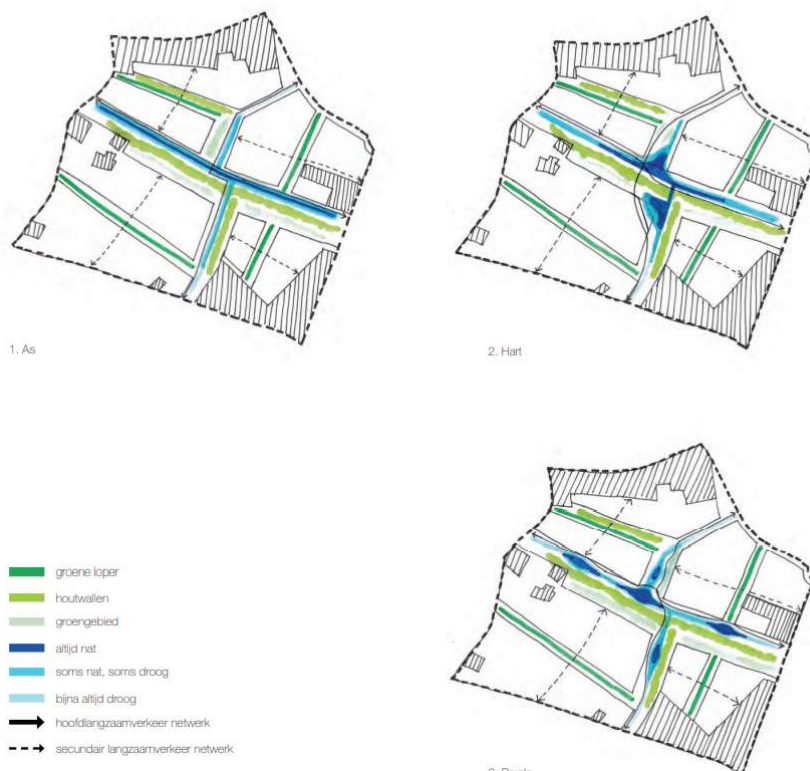 1. As
2. Hart
groene loper
houtwallen
groengebied
altijd nat
soms nat, soms droog
bijna altijd droog
hoofdlangzaamverkeer netwerk
secundair langzaamverkeer netwerk